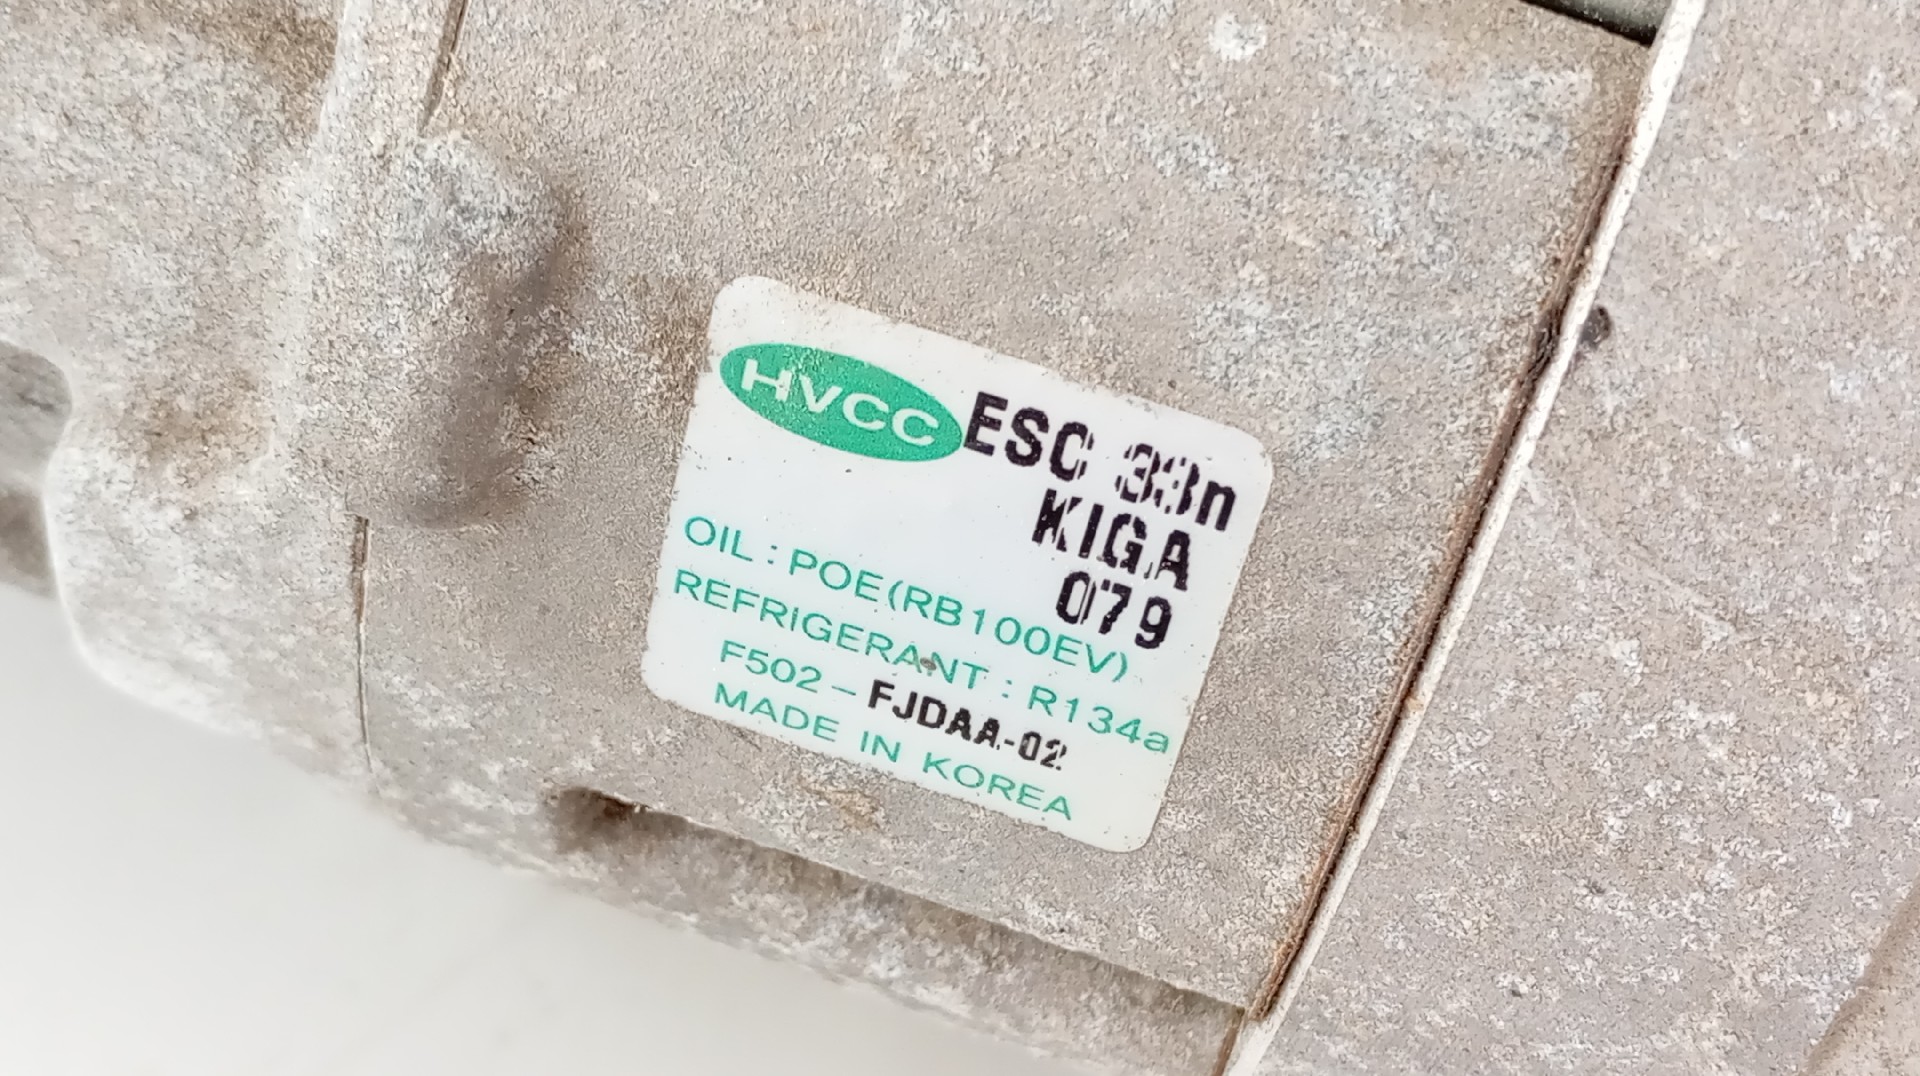 HVCC ESC 33n
KIGA
079
OIL : POE(RB100EV)
REFRIGERANT : R134a
F502-FJDAA-02
MADE IN KOREA